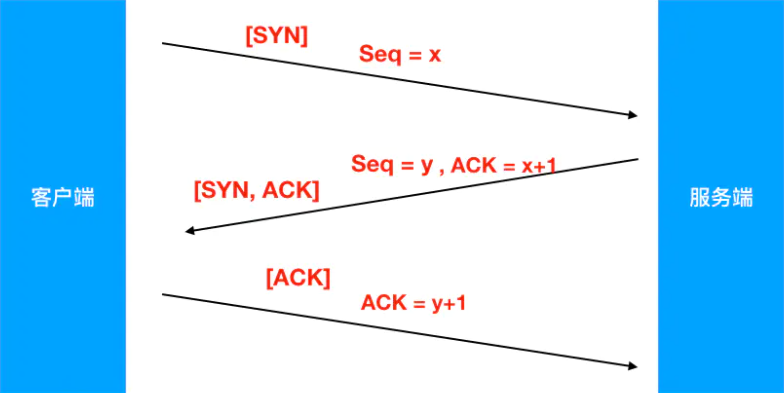 [SYN]
Seq = x
Seq = y , ACK = x+1
[SYN, ACK]
客户端
服务端
[ACK]
ACK = y+1